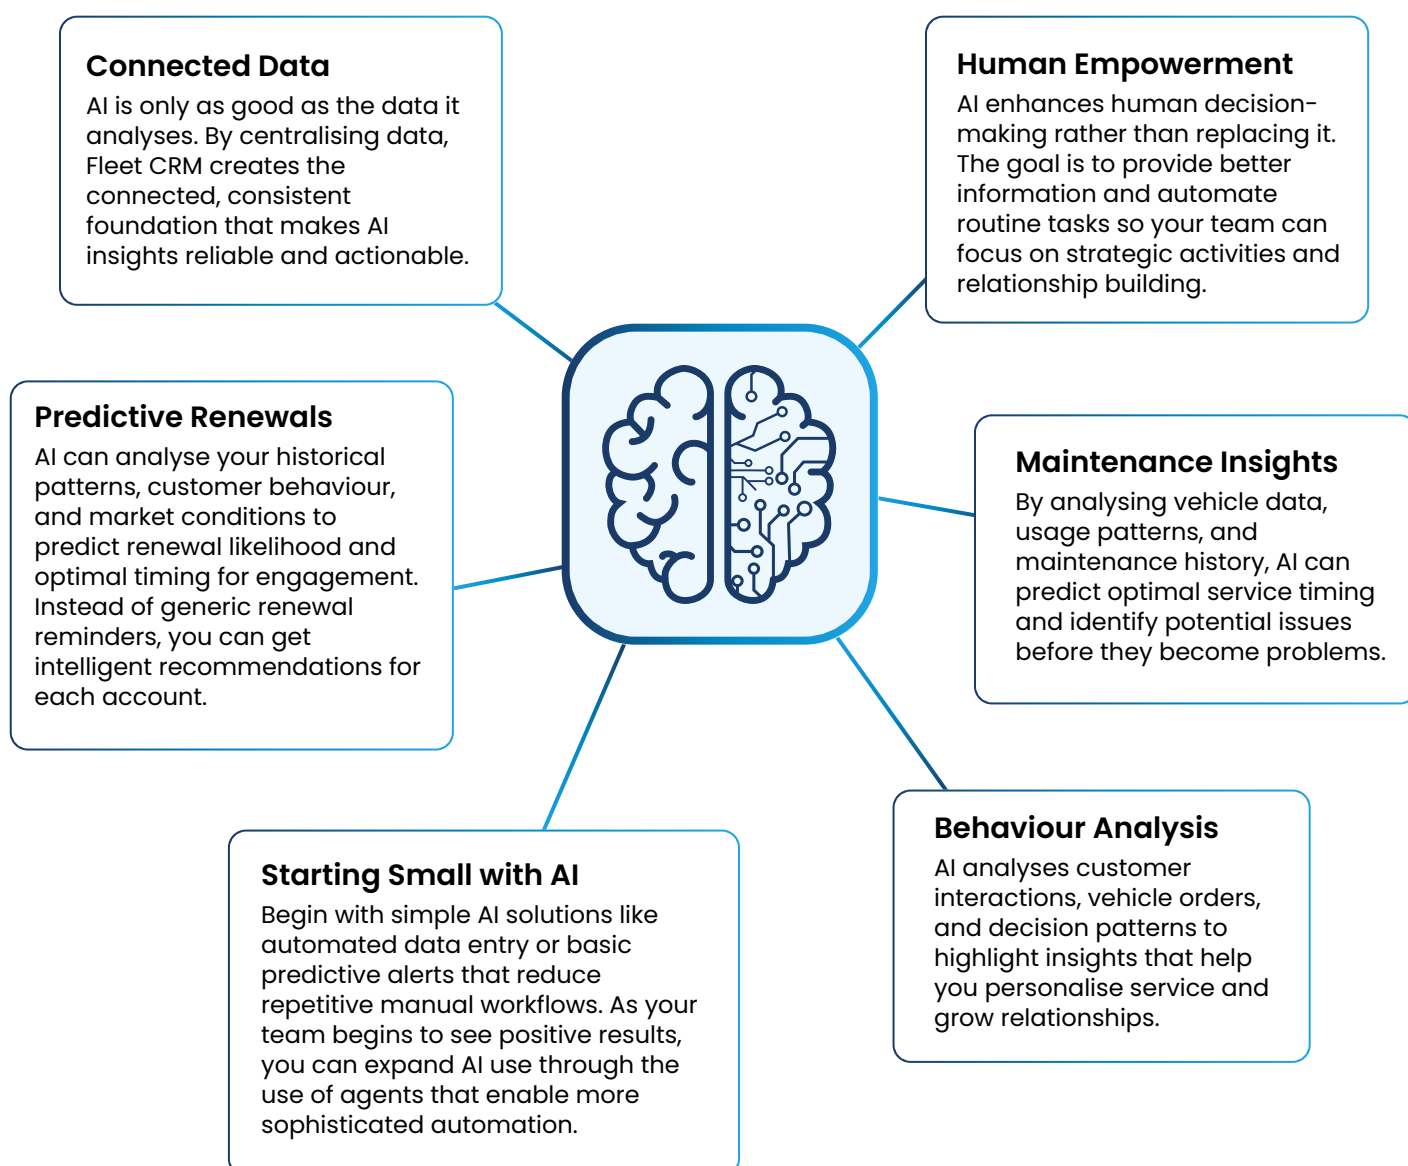 Connected Data
AI is only as good as the data it
analyses. By centralising data,
Fleet CRM creates the
connected, consistent
foundation that makes AI
insights reliable and actionable.
Human Empowerment
AI enhances human decision-
making rather than replacing it.
The goal is to provide better
information and automate
routine tasks so your team can
focus on strategic activities and
relationship building.
Predictive Renewals
AI can analyse your historical
patterns, customer behaviour,
and market conditions to
predict renewal likelihood and
optimal timing for engagement.
Instead of generic renewal
reminders, you can get
intelligent recommendations for
each account.
Maintenance Insights
By analysing vehicle data,
usage patterns, and
maintenance history, AI can
predict optimal service timing
and identify potential issues
before they become problems.
Starting Small with AI
Begin with simple AI solutions like
automated data entry or basic
predictive alerts that reduce
repetitive manual workflows. As your
team begins to see positive results,
you can expand AI use through the
use of agents that enable more
sophisticated automation.
Behaviour Analysis
AI analyses customer
interactions, vehicle orders,
and decision patterns to
highlight insights that help
you personalise service and
grow relationships.